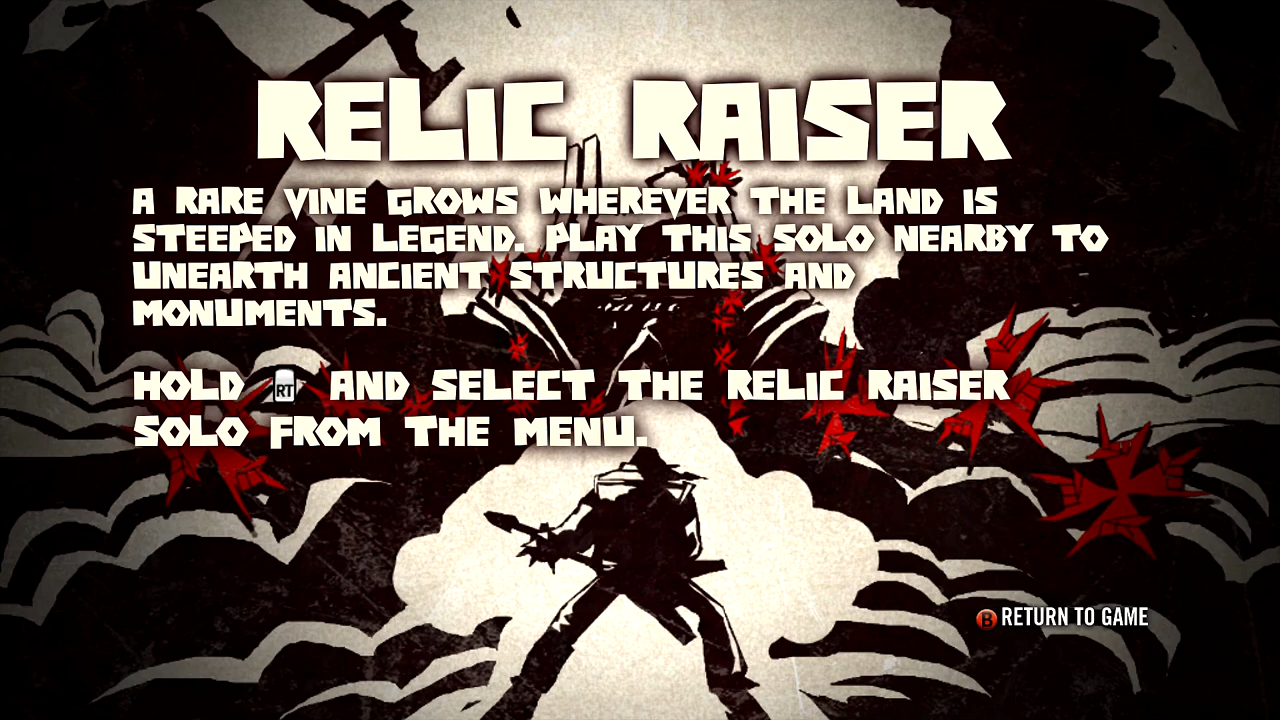 RELIC RAISER
A RARE VINE GROWS WHEREVER THE LAND IS
STEEPED IN LEGEND. PLAY THIS SOLO NEARBY TO
UNEARTH ANCIENT STRUCTURES AND
MONUMENTS.
HOLD RT AND SELECT THE RELIC RAISER
SOLO FROM THE MENU.
B RETURN TO GAME